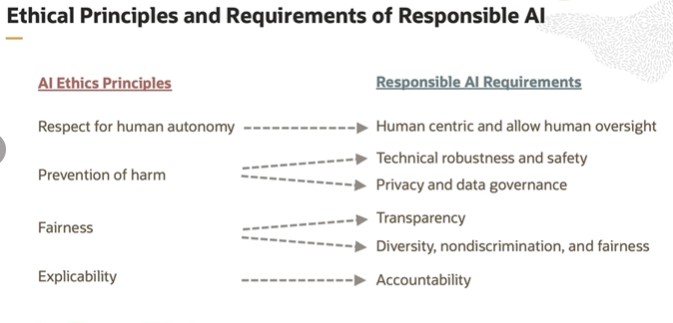 Ethical Principles and Requirements of Responsible AI
AI Ethics Principles
Responsible AI Requirements
Respect for human autonomy
Human centric and allow human oversight
Prevention of harm
Technical robustness and safety
Privacy and data governance
Fairness
Transparency
Diversity, nondiscrimination, and fairness
Explicability
Accountability